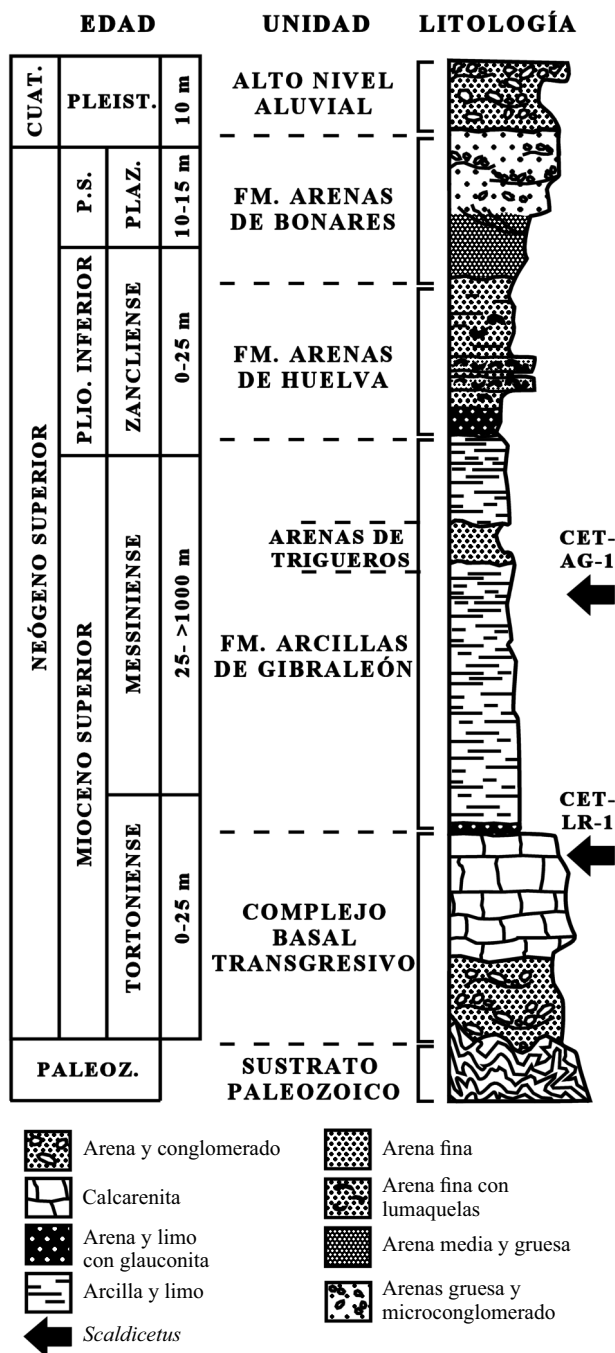 EDAD UNIDAD LITOLOGÍA
CUAT.
PLEIST.
10 m
ALTO NIVEL
ALUVIAL
NEÓGENO SUPERIOR
P.S.
PLAZ.
10-15 m
FM. ARENAS
DE BONARES
PLIO. INFERIOR
ZANCLIENSE
0-25 m
FM. ARENAS
DE HUELVA
MIOCENO SUPERIOR
MESSINIENSE
25- >1000 m
ARENAS DE
TRIGUEROS
CET-
AG-1
FM. ARCILLAS
DE GIBRALEÓN
CET-
LR-1
TORTONIENSE
0-25 m
COMPLEJO
BASAL
TRANSGRESIVO
PALEOZ.
SUSTRATO
PALEOZOICO
Arena y conglomerado
Calcarenita
Arena y limo
con glauconita
Arcilla y limo
Scaldicetus
Arena fina
Arena fina con
lumaquelas
Arena media y gruesa
Arenas gruesa y
microconglomerado